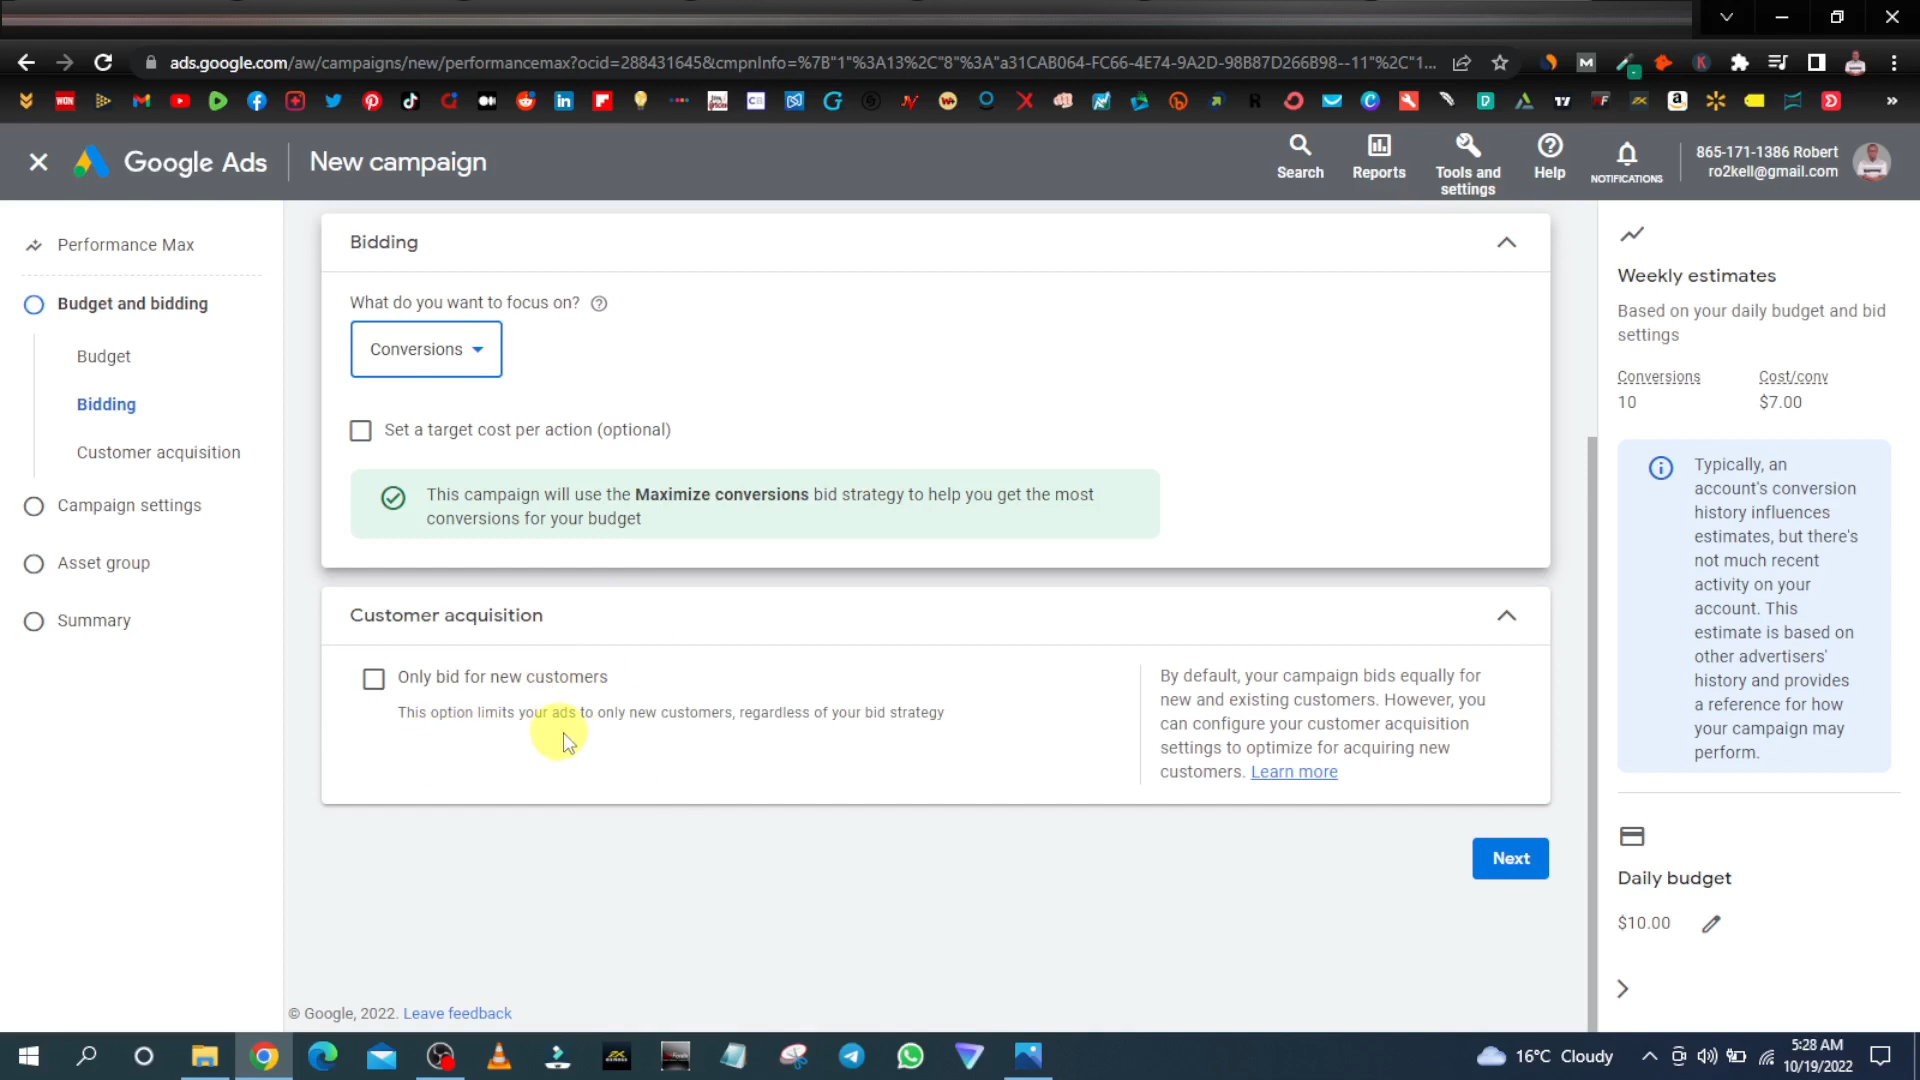 ads.google.com/aw/campaigns/new/performancemax?ocid=288431645&cmpnInfo=%7B"1"%3A13%2C"8"%3A"a31CAB064-FC66-4E74-9A2D-98B87D266B98--11"%2C"1...
Google Ads
New campaign
Search
Reports
Tools and
settings
Help
NOTIFICATIONS
865-171-1386 Robert
ro2kell@gmail.com
Performance Max
Budget and bidding
Budget
Bidding
Customer acquisition
Campaign settings
Asset group
Summary
Bidding
What do you want to focus on?
Conversions
Set a target cost per action (optional)
This campaign will use the Maximize conversions bid strategy to help you get the most
conversions for your budget
Customer acquisition
Only bid for new customers
This option limits your ads to only new customers, regardless of your bid strategy
By default, your campaign bids equally for
new and existing customers. However, you
can configure your customer acquisition
settings to optimize for acquiring new
customers. Learn more
Next
© Google, 2022. Leave feedback
Weekly estimates
Based on your daily budget and bid
settings
Conversions
10
Cost/conv
$7.00
Typically, an
account's conversion
history influences
estimates, but there's
not much recent
activity on your
account. This
estimate is based on
other advertisers'
history and provides
a reference for how
your campaign may
perform.
Daily budget
$10.00
16°C Cloudy
5:28 AM
10/19/2022